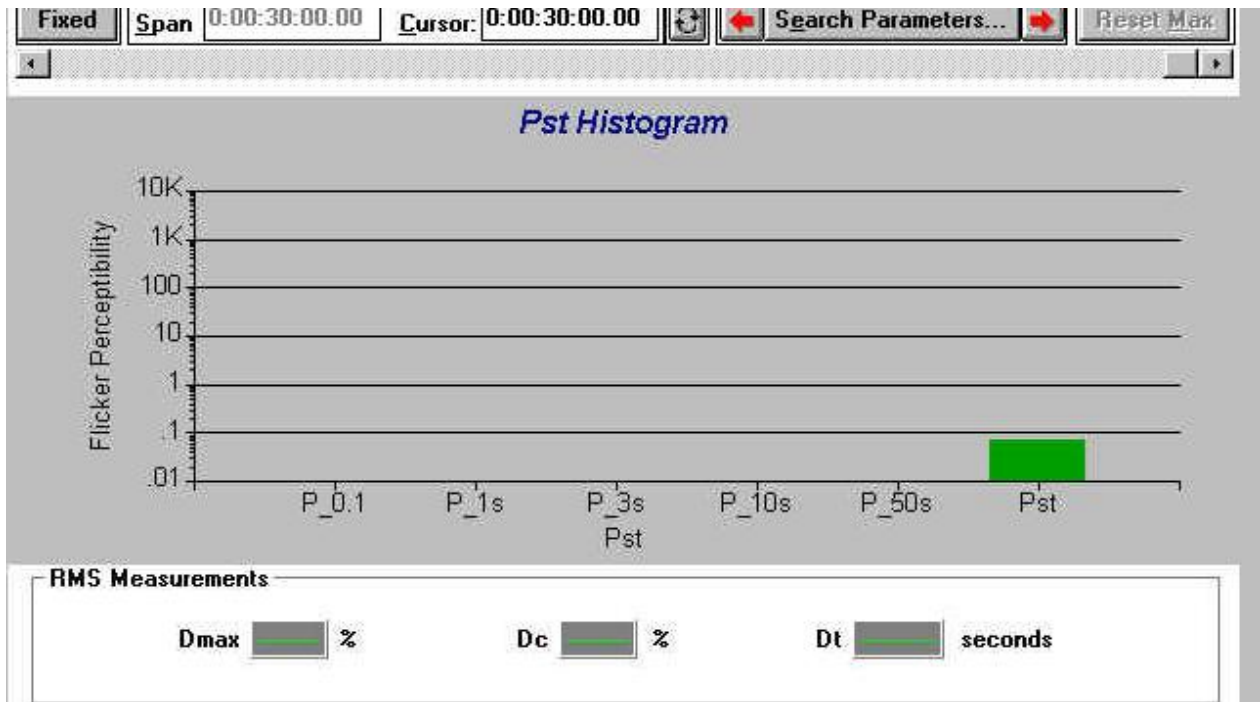 Fixed Span 0:00:30:00.00 Cursor: 0:00:30:00.00 Search Parameters... Reset Max
Pst Histogram
Flicker Perceptibility
10K
1K
100
10
1
.1
.01
P_0.1 P_1s P_3s P_10s P_50s Pst
Pst
RMS Measurements
Dmax % Dc % Dt seconds